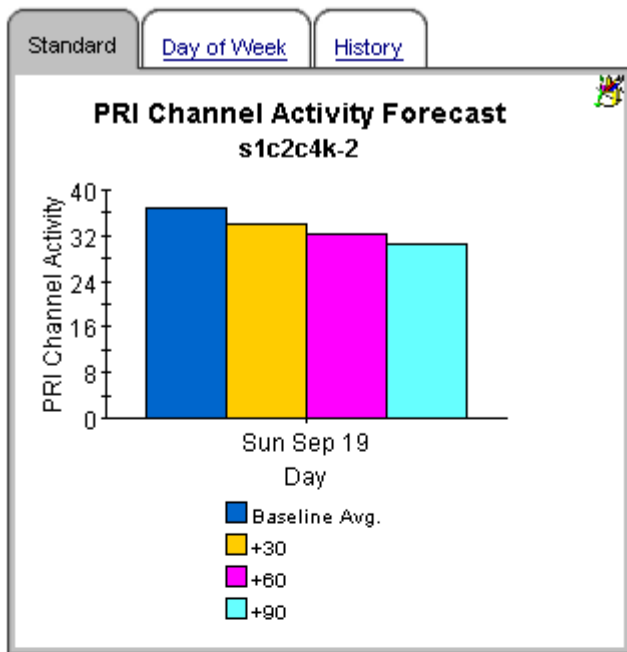 Standard
Day of Week
History
PRI Channel Activity Forecast
s1c2c4k-2
PRI Channel Activity
40
32
24
16
8
0
Sun Sep 19
Day
Baseline Avg.
+30
+60
+90